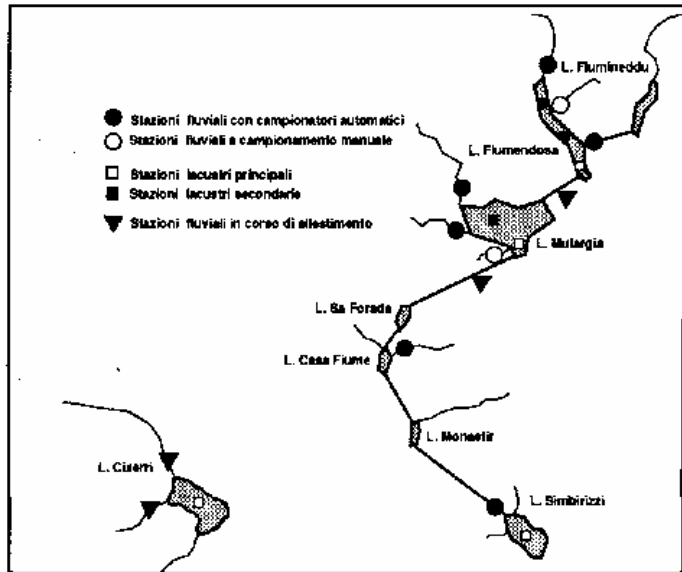 L. Flumineddu
Stazioni fluviali con campionatori automatici
Stazioni fluviali a campionamento manuale
L. Flumendosa
Stazioni lacustri principali
Stazioni lacustri secondarie
Stazioni fluviali in corso di allestimento
L. Mulargia
L. Sa Forada
L. Casa Fiume
L. Monastir
L. Cixerri
L. Simbirizzi